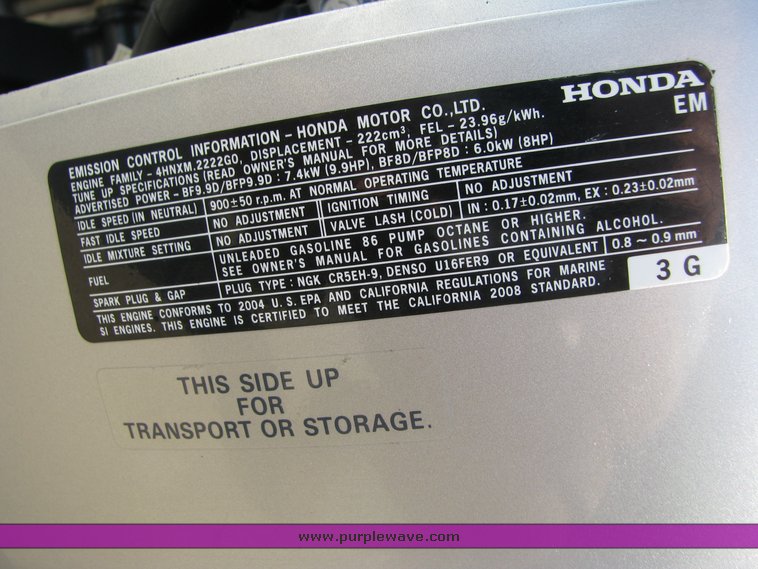 HONDA
EM
EMISSION CONTROL INFORMATION - HONDA MOTOR CO.,LTD.
ENGINE FAMILY - 4HNXM.2222G0, DISPLACEMENT - 222cm³, FEL - 23.96g/kWh.
TUNE UP SPECIFICATIONS (READ OWNER'S MANUAL FOR MORE DETAILS)
ADVERTISED POWER - BF9.9D/BFP9.9D : 7.4kW (9.9HP), BF8D/BFP8D : 6.0kW (8HP)
IDLE SPEED (IN NEUTRAL) 900±50 r.p.m. AT NORMAL OPERATING TEMPERATURE
FAST IDLE SPEED NO ADJUSTMENT IGNITION TIMING NO ADJUSTMENT
IDLE MIXTURE SETTING NO ADJUSTMENT VALVE LASH (COLD) IN : 0.17±0.02mm, EX : 0.23±0.02mm
FUEL UNLEADED GASOLINE 86 PUMP OCTANE OR HIGHER.
SEE OWNER'S MANUAL FOR GASOLINES CONTAINING ALCOHOL.
SPARK PLUG & GAP PLUG TYPE : NGK CR5EH-9, DENSO U16FER9 OR EQUIVALENT 0.8 ~ 0.9 mm
THIS ENGINE CONFORMS TO 2004 U.S. EPA AND CALIFORNIA REGULATIONS FOR MARINE
SI ENGINES. THIS ENGINE IS CERTIFIED TO MEET THE CALIFORNIA 2008 STANDARD.
3 G
THIS SIDE UP
FOR
TRANSPORT OR STORAGE.
www.purplewave.com